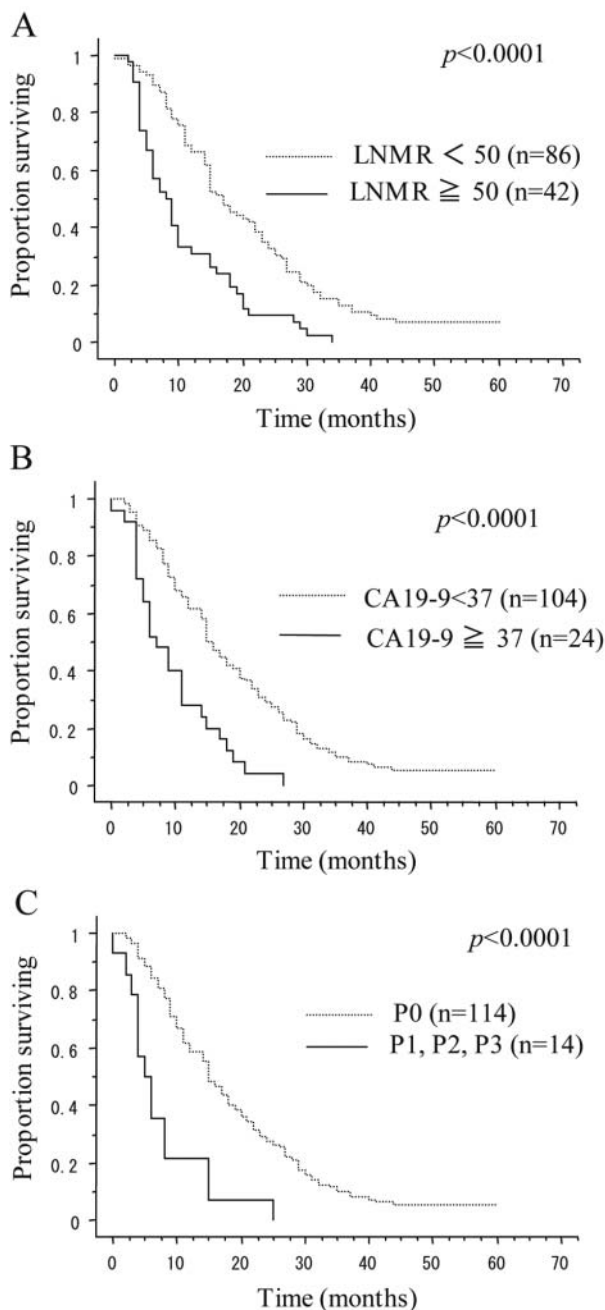 A
p<0.0001
1
0.8
0.6
0.4
0.2
0
Proportion surviving
LNMR < 50 (n=86)
LNMR ≧ 50 (n=42)
0 10 20 30 40 50 60 70
Time (months)
B
p<0.0001
1
0.8
0.6
0.4
0.2
0
Proportion surviving
CA19-9<37 (n=104)
CA19-9 ≧ 37 (n=24)
0 10 20 30 40 50 60 70
Time (months)
C
p<0.0001
1
0.8
0.6
0.4
0.2
0
Proportion surviving
P0 (n=114)
P1, P2, P3 (n=14)
0 10 20 30 40 50 60 70
Time (months)